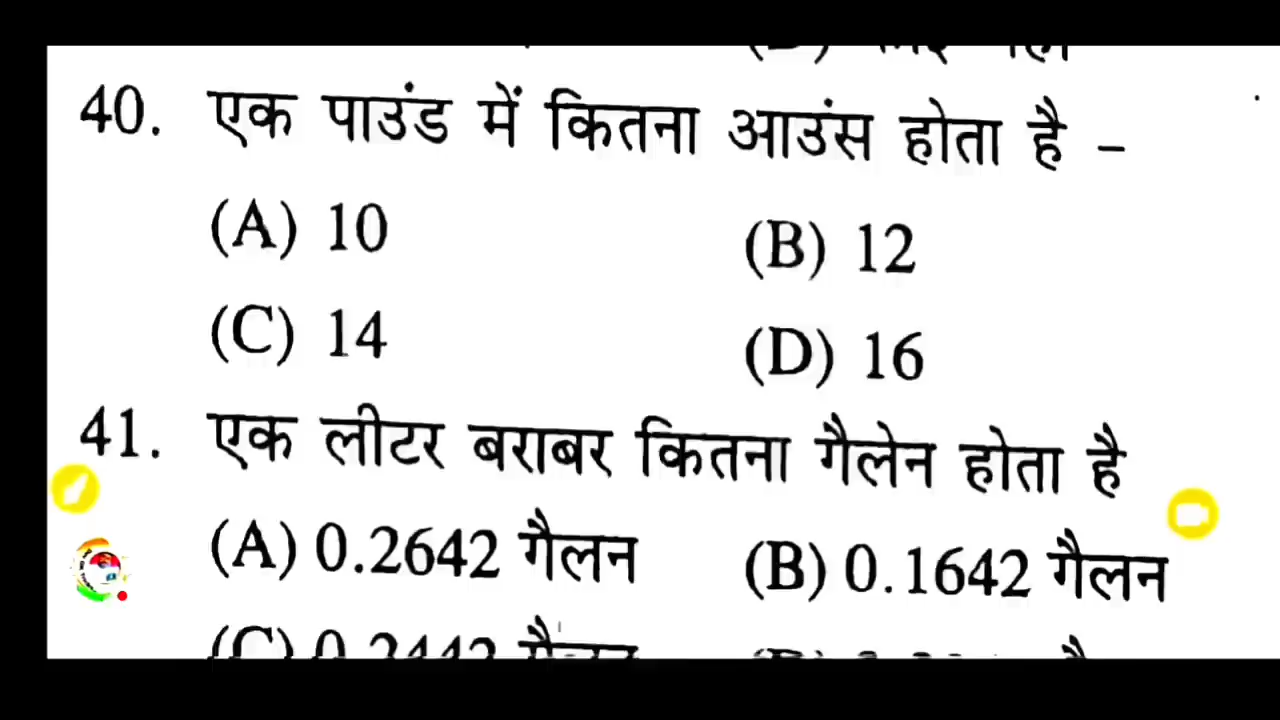 40. एक पाउंड में कितना आउंस होता है –
(A) 10 (B) 12
(C) 14 (D) 16
41. एक लीटर बराबर कितना गैलेन होता है
(A) 0.2642 गैलन (B) 0.1642 गैलन